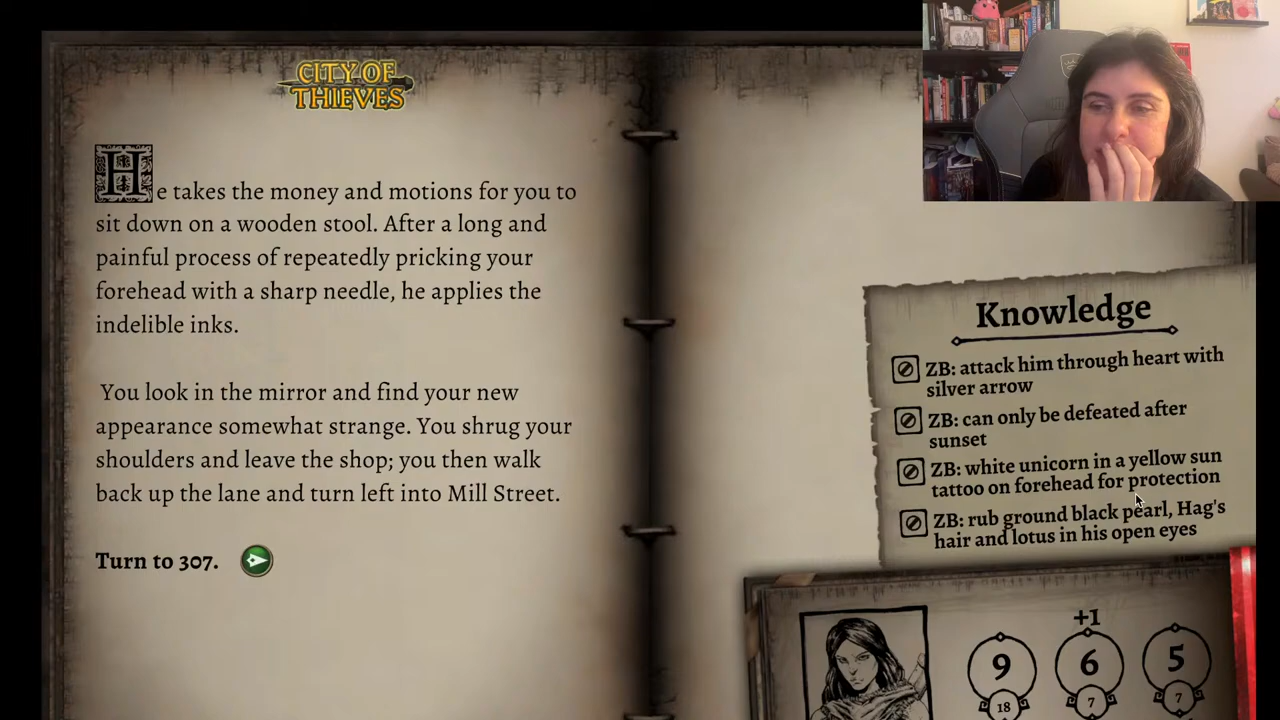 CITY OF
THIEVES
He takes the money and motions for you to
sit down on a wooden stool. After a long and
painful process of repeatedly pricking your
forehead with a sharp needle, he applies the
indelible inks.
You look in the mirror and find your new
appearance somewhat strange. You shrug your
shoulders and leave the shop; you then walk
back up the lane and turn left into Mill Street.
Turn to 307.
Knowledge
ZB: attack him through heart with
silver arrow
ZB: can only be defeated after
sunset
ZB: white unicorn in a yellow sun
tattoo on forehead for protection
ZB: rub ground black pearl, Hag's
hair and lotus in his open eyes
+1
9 6 5
18 7 7